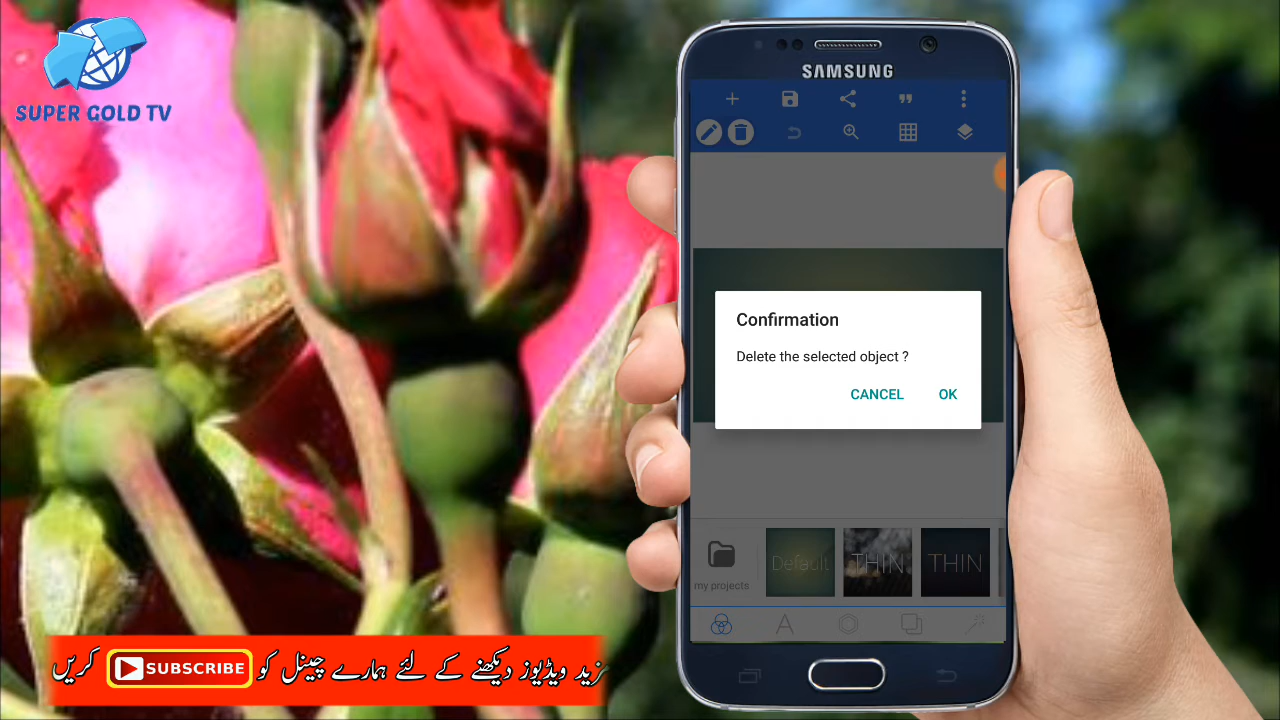 SUPER GOLD TV
SAMSUNG
Confirmation
Delete the selected object ?
CANCEL OK
my projects
Default
THIN
THIN
مزید ویڈیوز دیکھنے کے لئے ہمارے چینل کو SUBSCRIBE کریں